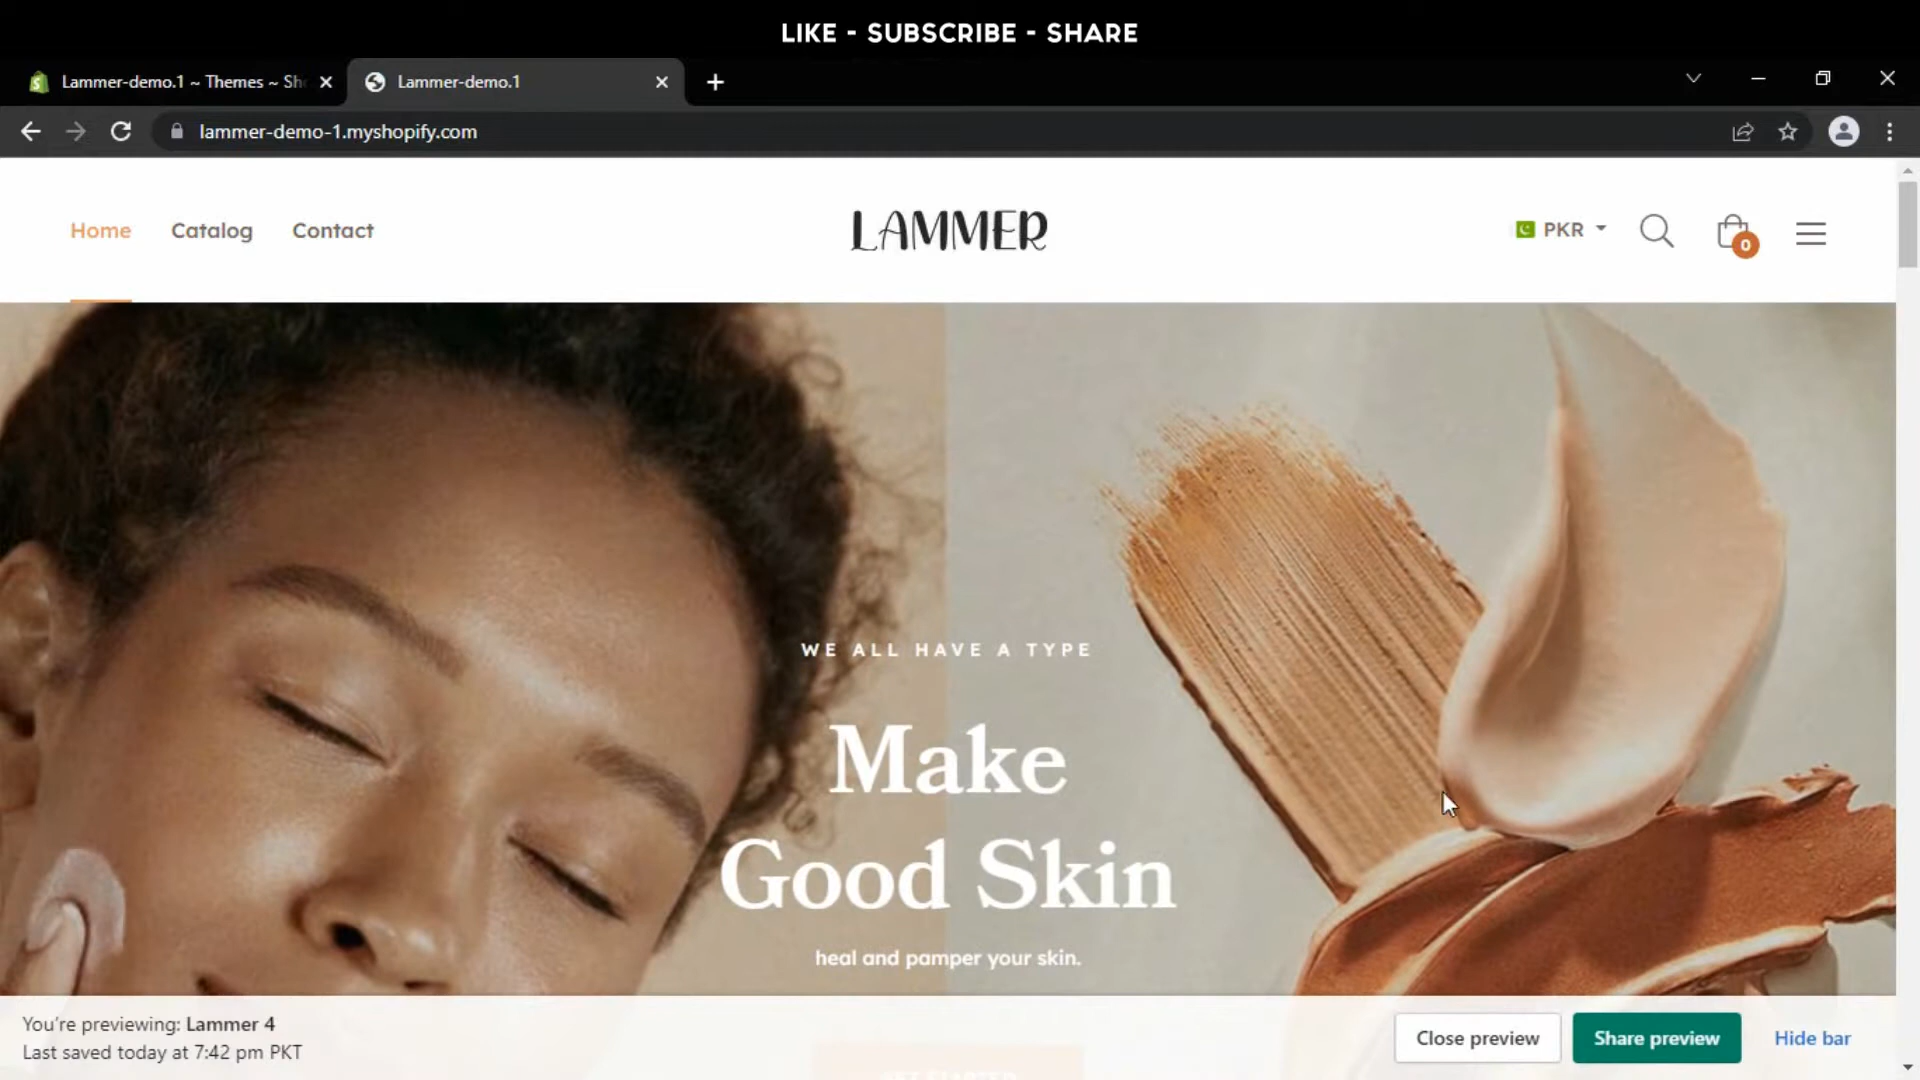 LIKE - SUBSCRIBE - SHARE
Lammer-demo.1 ~ Themes ~ Sh
Lammer-demo.1
lammer-demo-1.myshopify.com
Home Catalog Contact
LAMMER
PKR
0
WE ALL HAVE A TYPE
Make
Good Skin
heal and pamper your skin.
You're previewing: Lammer 4
Last saved today at 7:42 pm PKT
Close preview
Share preview
Hide bar